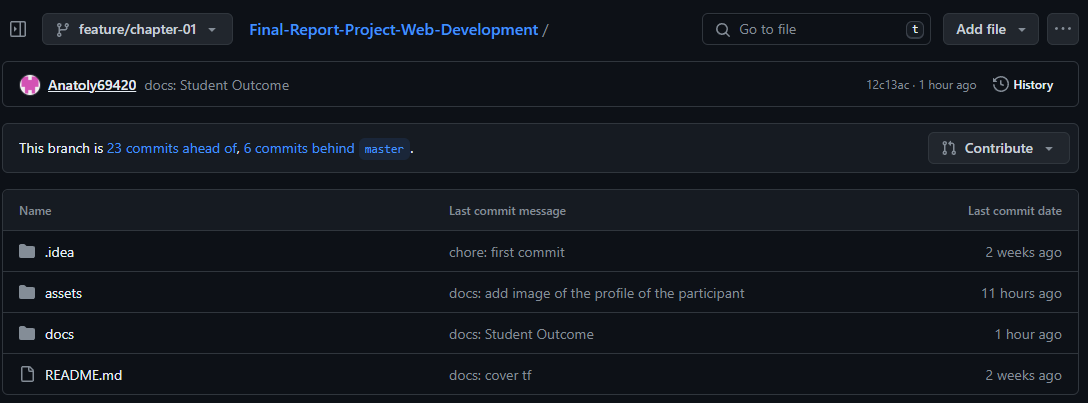 feature/chapter-01 Final-Report-Project-Web-Development / Go to file t Add file
Anatoly69420 docs: Student Outcome 12c13ac · 1 hour ago History
This branch is 23 commits ahead of, 6 commits behind master. Contribute
Name Last commit message Last commit date
.idea chore: first commit 2 weeks ago
assets docs: add image of the profile of the participant 11 hours ago
docs docs: Student Outcome 1 hour ago
README.md docs: cover tf 2 weeks ago